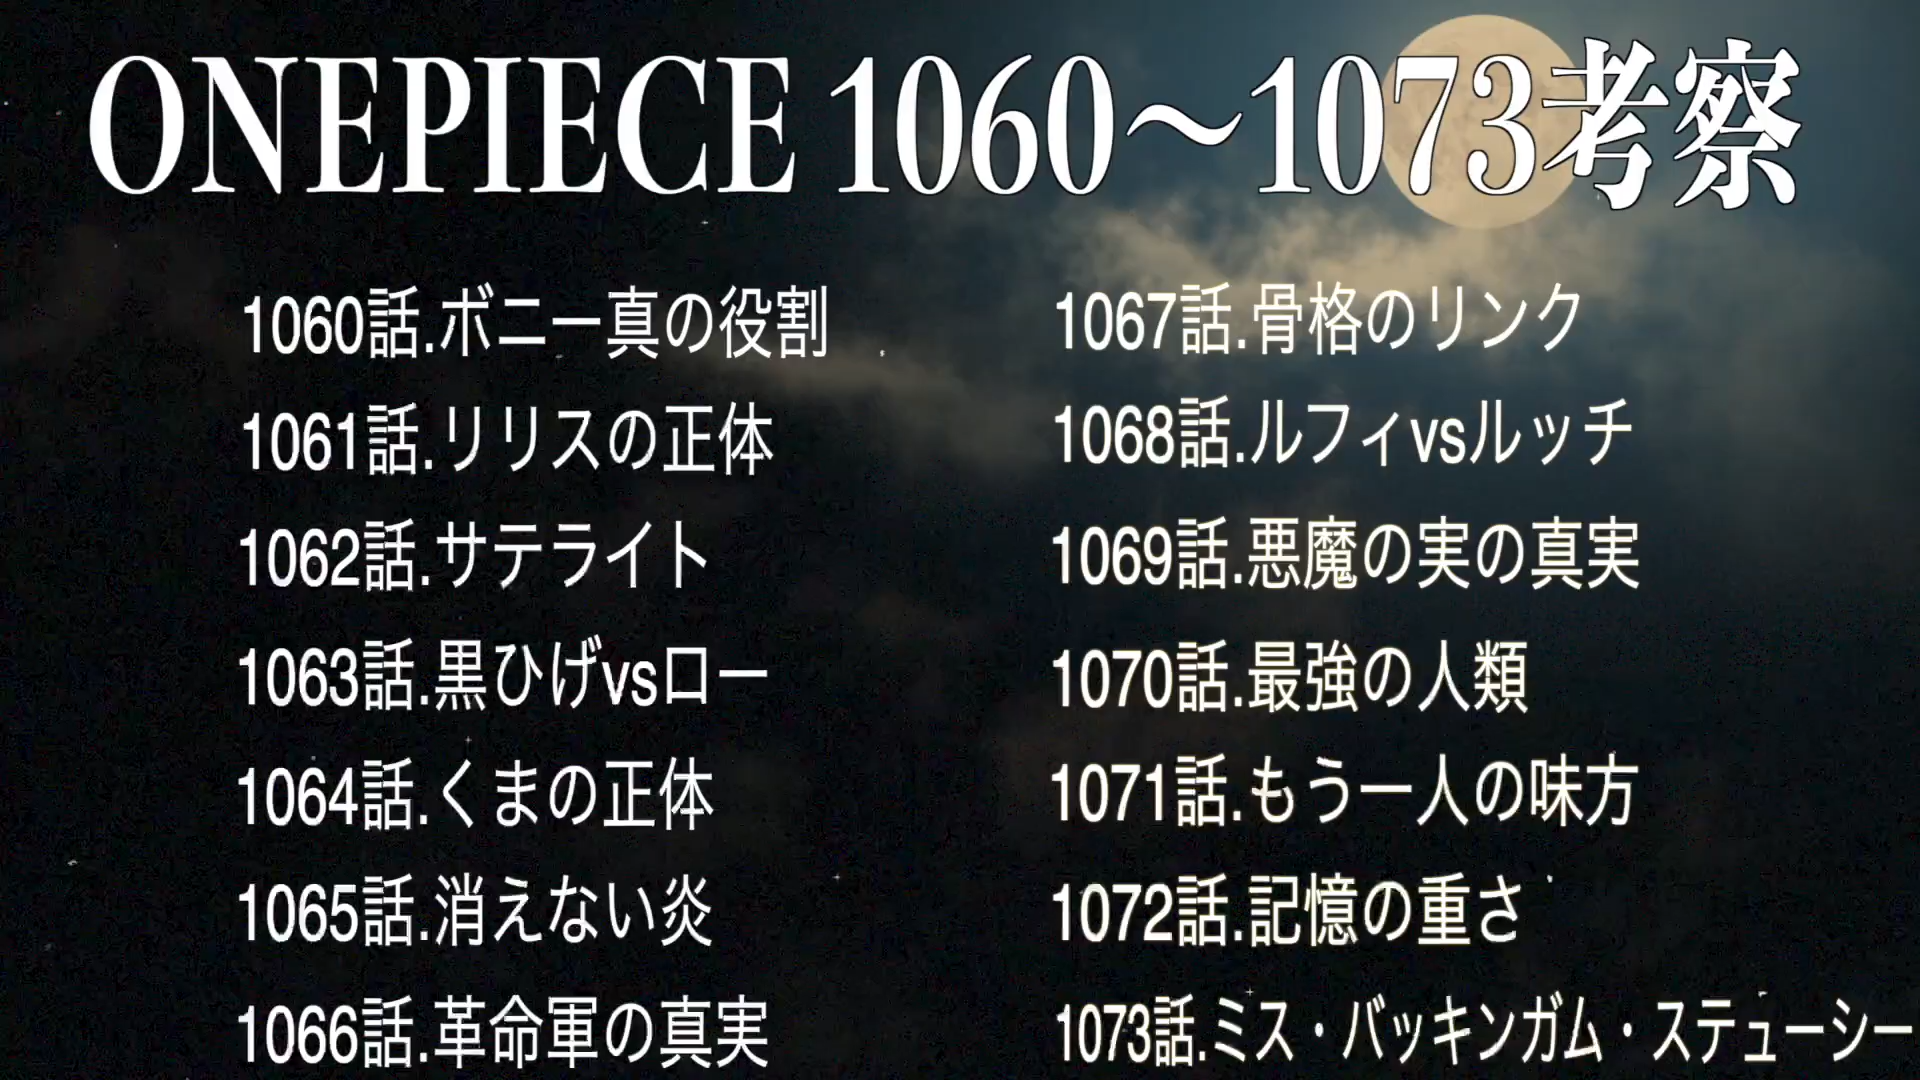 ONEPIECE 1060〜1073考察
1060話.ボニー真の役割
1061話.リリスの正体
1062話.サテライト
1063話.黒ひげvsロー
1064話.くまの正体
1065話.消えない炎
1066話.革命軍の真実
1067話.骨格のリンク
1068話.ルフィvsルッチ
1069話.悪魔の実の真実
1070話.最強の人類
1071話.もう一人の味方
1072話.記憶の重さ
1073話.ミス・バッキンガム・ステューシー